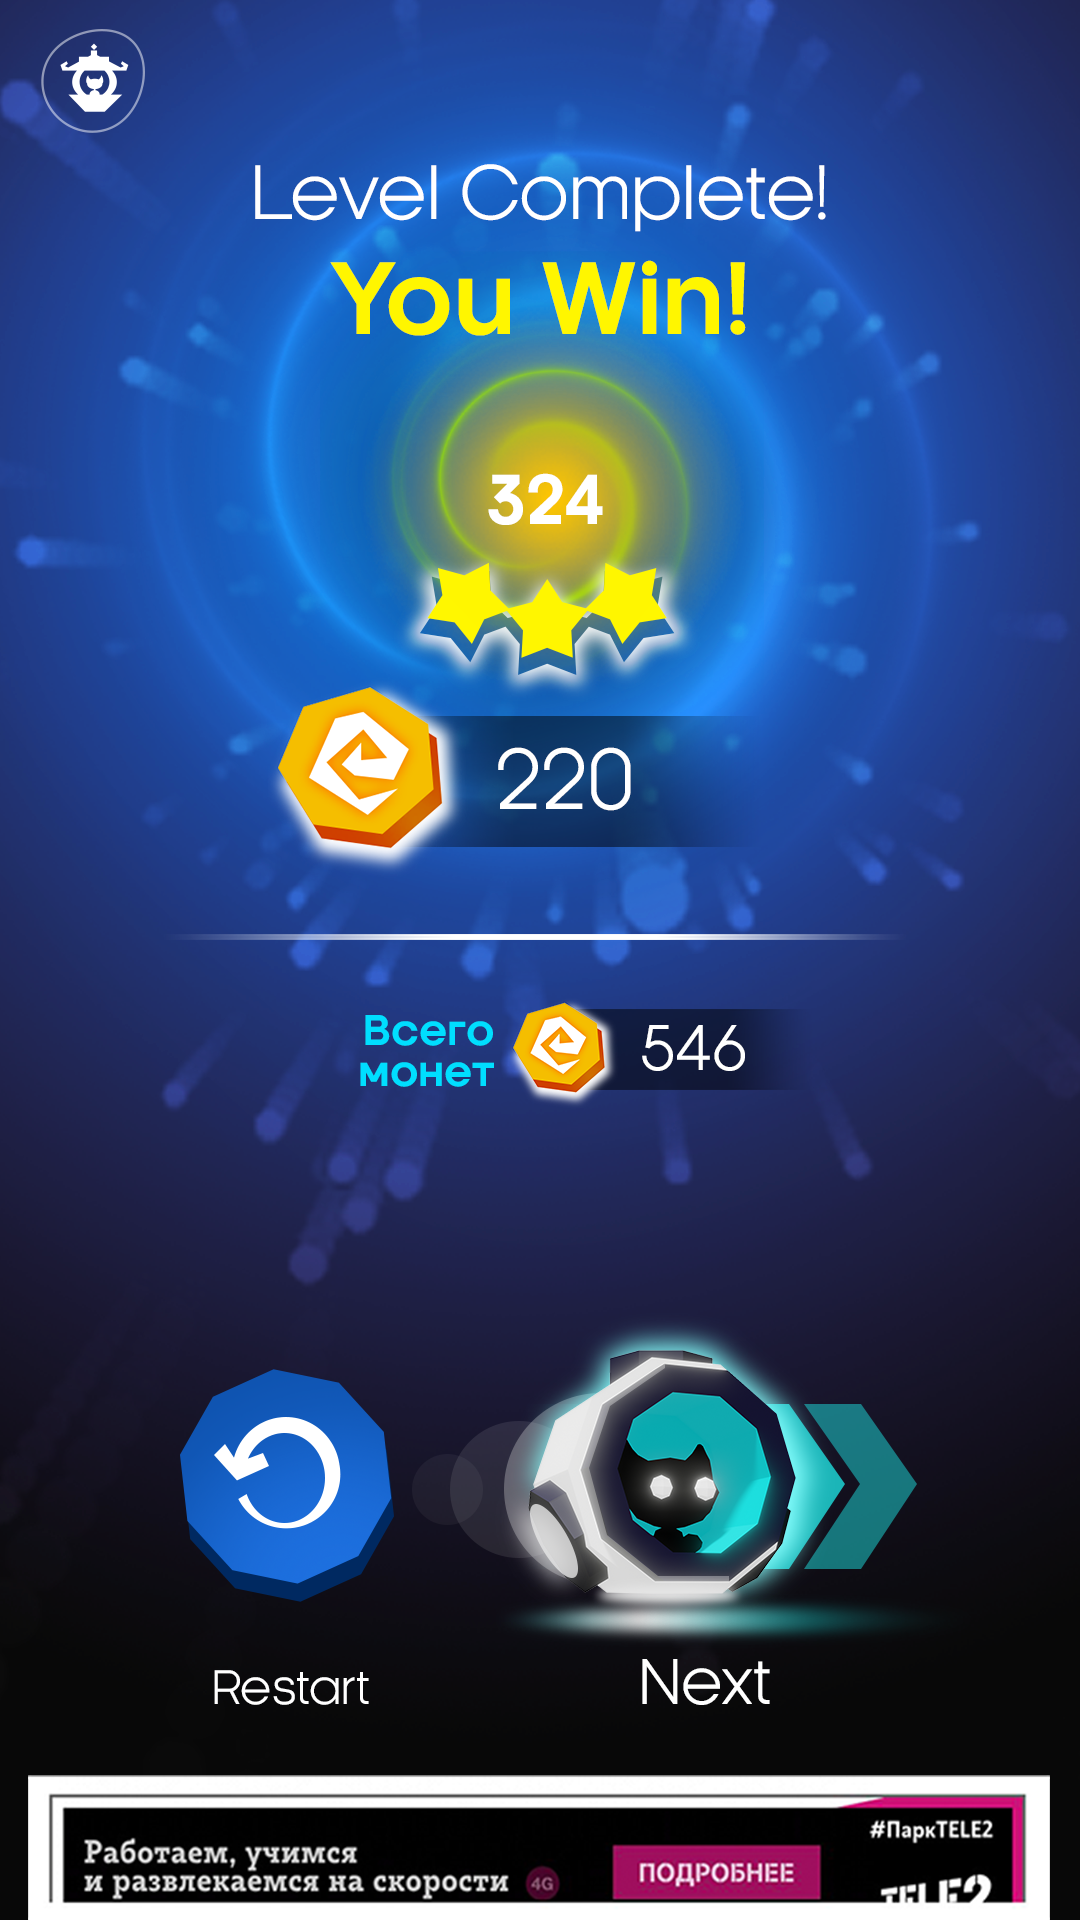 Level Complete!
You Win!
324
220
Всего
монет
546
Restart
Next
#ПаркTELE2
Работаем, учимся
и развлекаемся на скорости 4G
ПОДРОБНЕЕ
TELE2